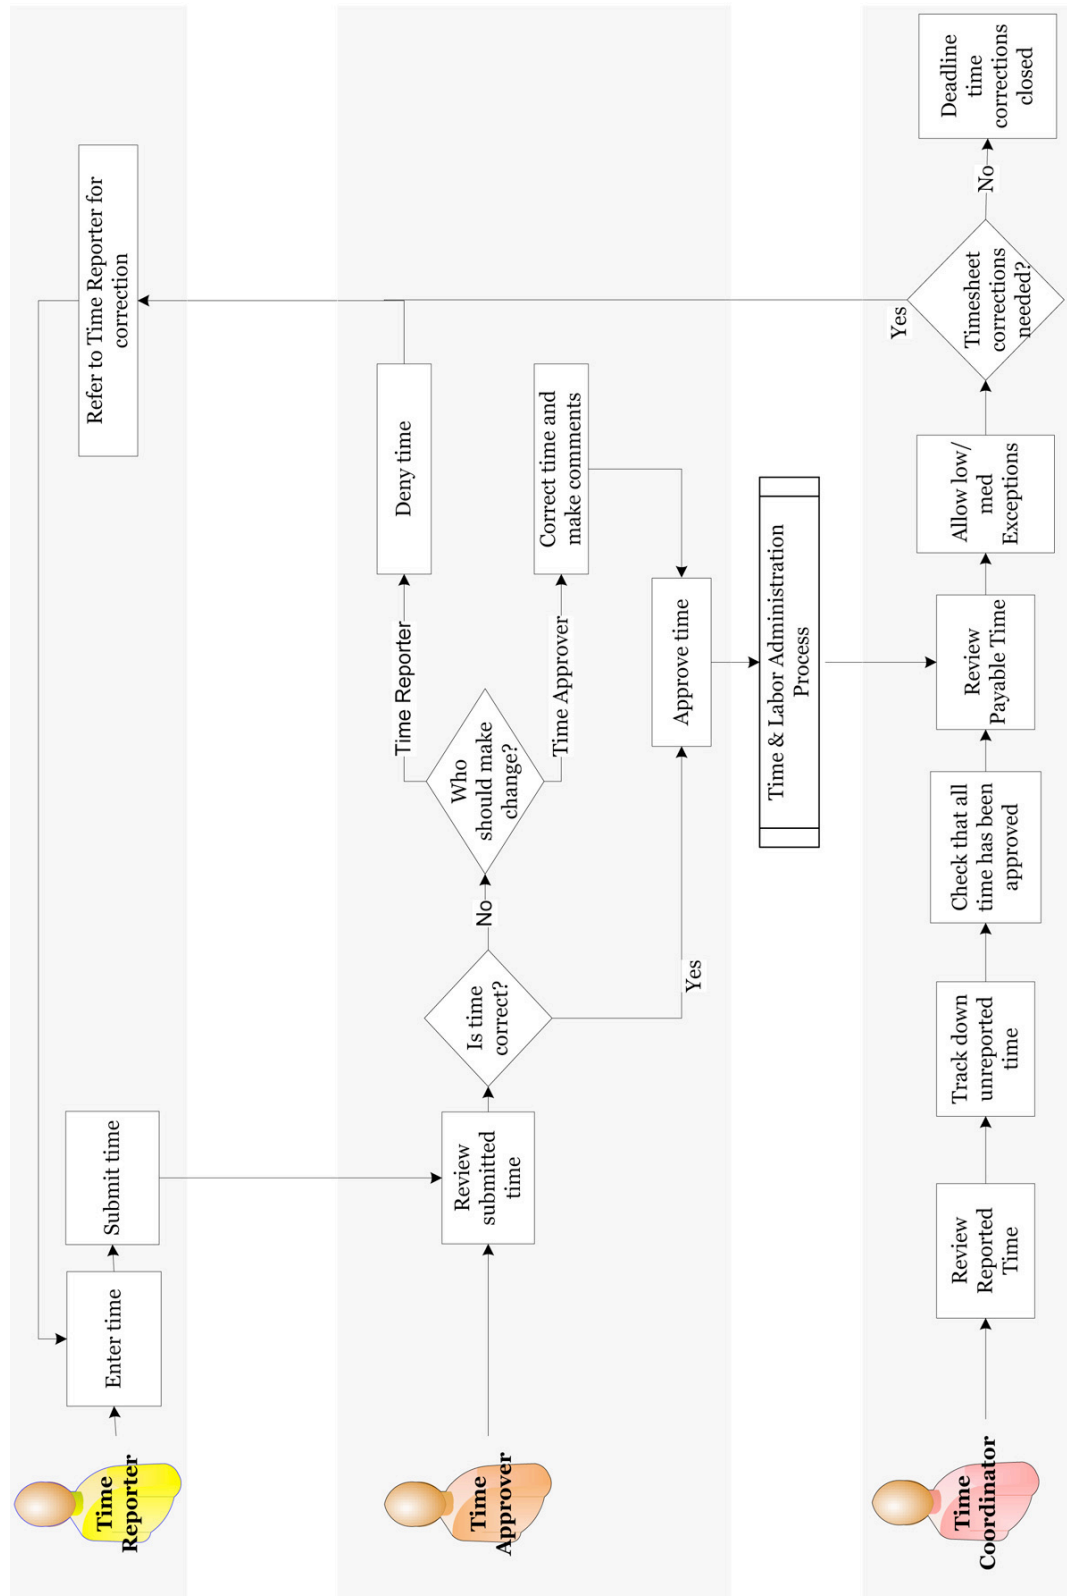 Time
Reporter
Enter time
Submit time
Refer to Time Reporter for
correction
Time
Approver
Review
submitted
time
Is time
correct?
No
Yes
Who
should make
change?
Time Reporter
Time Approver
Deny time
Correct time and
make comments
Approve time
Time & Labor Administration
Process
Time
Coordinator
Review
Reported
Time
Track down
unreported
time
Check that all
time has been
approved
Review
Payable Time
Allow low/
med
Exceptions
Timesheet
corrections
needed?
Yes
No
Deadline
time
corrections
closed